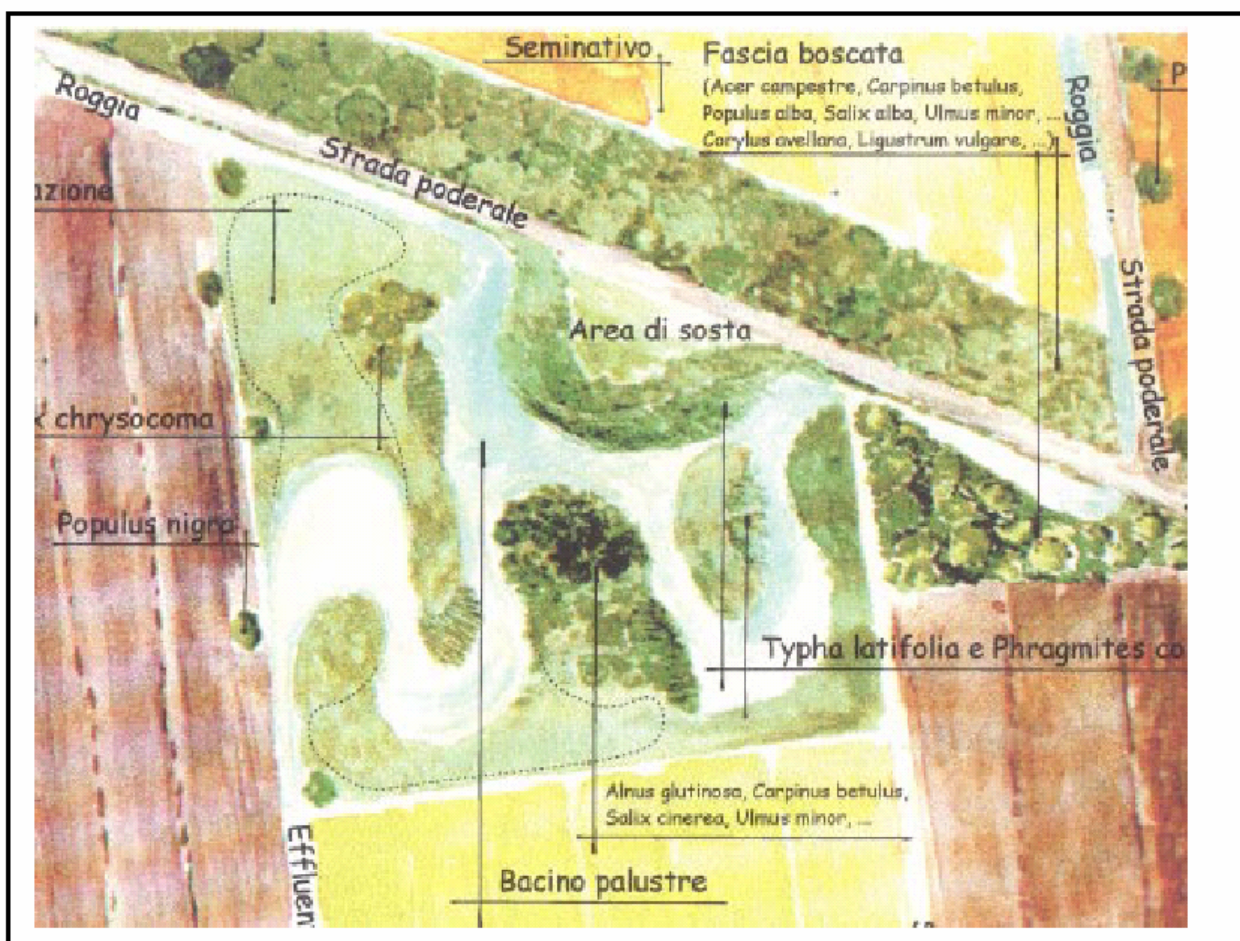 Seminativo
Fascia boscata
(Acer campestre, Carpinus betulus,
Populus alba, Salix alba, Ulmus minor, ...
Corylus avellana, Ligustrum vulgare, ...)
Roggia
P
Roggia
Strada poderale
azione
Strada poderale
Area di sosta
x chrysocoma
Populus nigra
Typha latifolia e Phragmites co
Alnus glutinosa, Carpinus betulus,
Salix cinerea, Ulmus minor, ...
Effluen
Bacino palustre